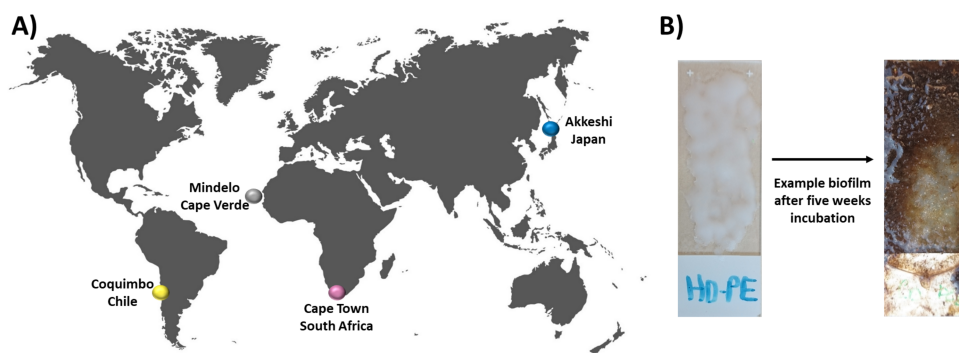 A)
Akkeshi
Japan
Mindelo
Cape Verde
Coquimbo
Chile
Cape Town
South Africa
B)
HD-PE
Example biofilm
after five weeks
incubation